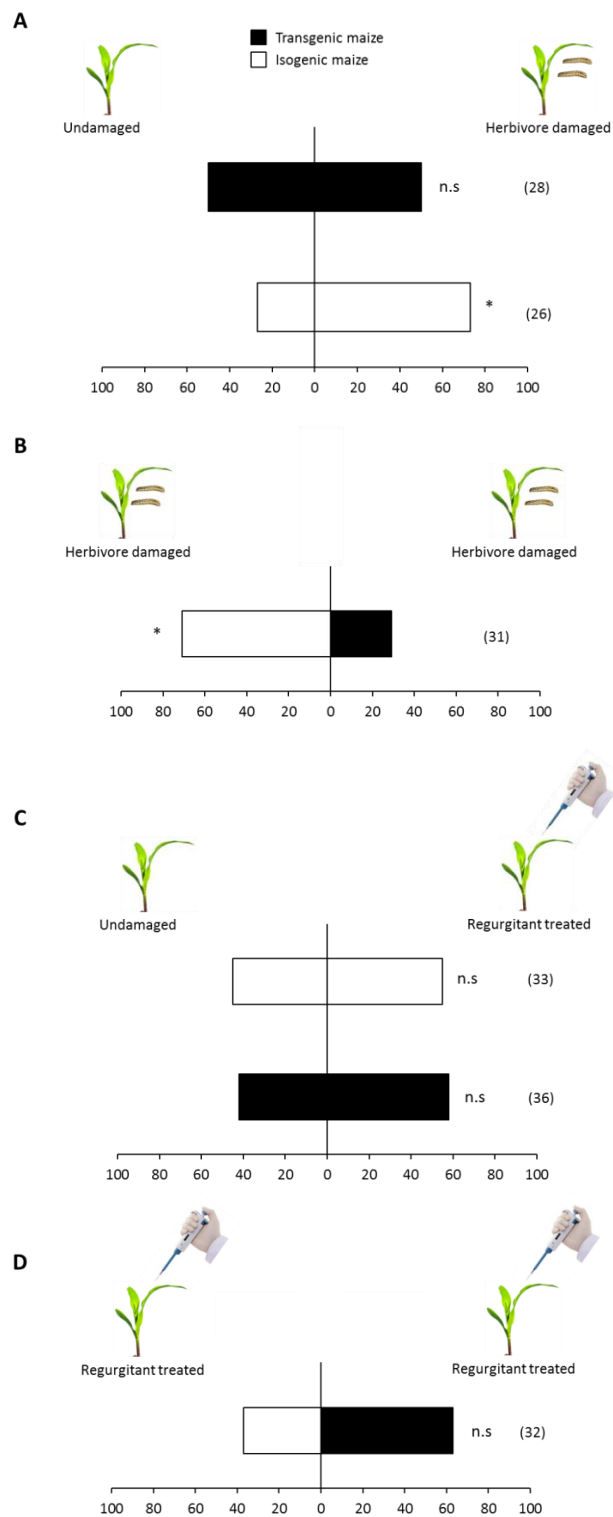 A
Transgenic maize
Isogenic maize
Undamaged
Herbivore damaged
n.s (28)
* (26)
100 80 60 40 20 0 20 40 60 80 100
B
Herbivore damaged
Herbivore damaged
* (31)
100 80 60 40 20 0 20 40 60 80 100
C
Undamaged
Regurgitant treated
n.s (33)
n.s (36)
100 80 60 40 20 0 20 40 60 80 100
D
Regurgitant treated
Regurgitant treated
n.s (32)
100 80 60 40 20 0 20 40 60 80 100